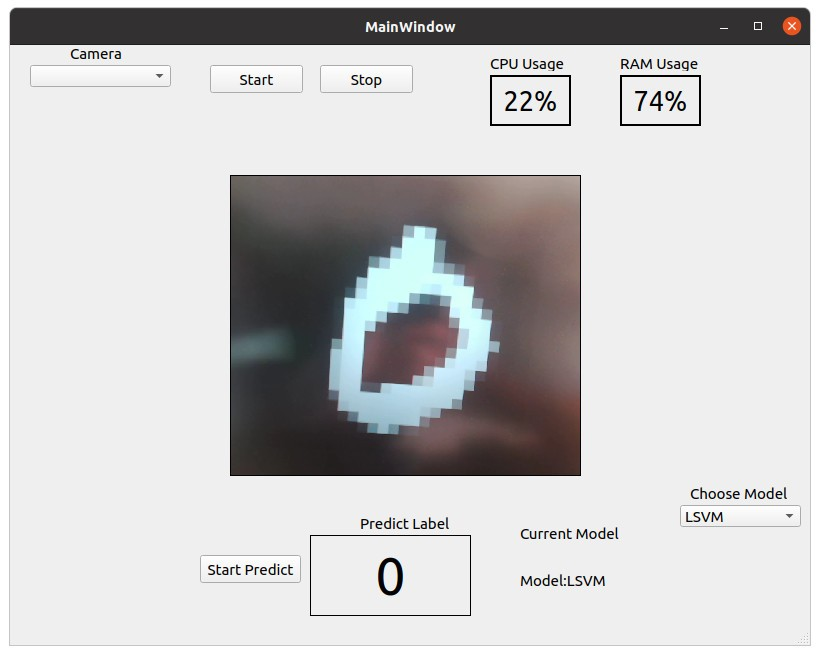 MainWindow
Camera
Start
Stop
CPU Usage
22%
RAM Usage
74%
0
Choose Model
LSVM
Predict Label
Start Predict
0
Current Model
Model:LSVM